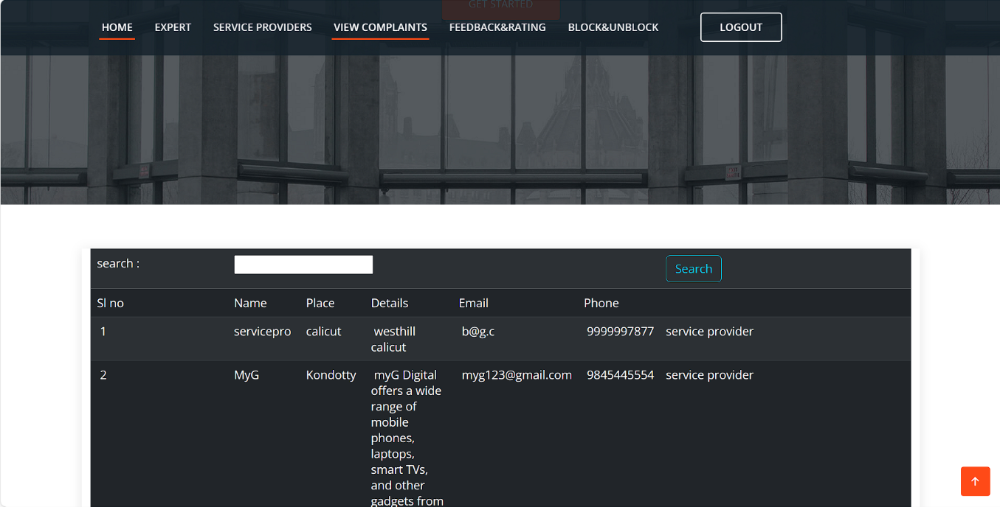 GET STARTED
HOME EXPERT SERVICE PROVIDERS VIEW COMPLAINTS FEEDBACK&RATING BLOCK&UNBLOCK LOGOUT
search : Search
Sl no Name Place Details Email Phone
1 servicepro calicut westhill b@g.c 9999997877 service provider
calicut
2 MyG Kondotty myG Digital myg123@gmail.com 9845445554 service provider
offers a wide
range of
mobile
phones,
laptops,
smart TVs,
and other
gadgets from